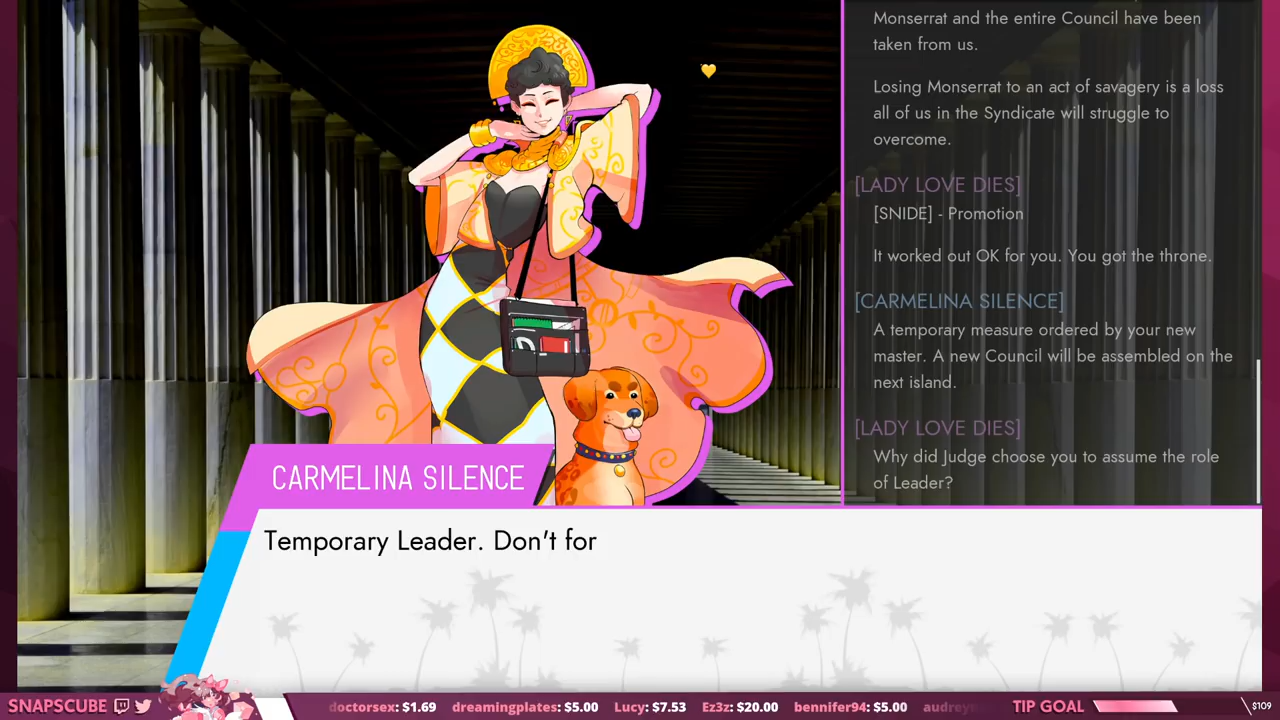 Monserrat and the entire Council have been
taken from us.
Losing Monserrat to an act of savagery is a loss
all of us in the Syndicate will struggle to
overcome.
[LADY LOVE DIES]
[SNIDE] - Promotion
It worked out OK for you. You got the throne.
[CARMELINA SILENCE]
A temporary measure ordered by your new
master. A new Council will be assembled on the
next island.
[LADY LOVE DIES]
Why did Judge choose you to assume the role
of Leader?
CARMELINA SILENCE
Temporary Leader. Don't for
SNAPSCUBE
doctorsex: $1.69 dreamingplates: $5.00 Lucy: $7.53 Ez3z: $20.00 bennifer94: $5.00
TIP GOAL
$109